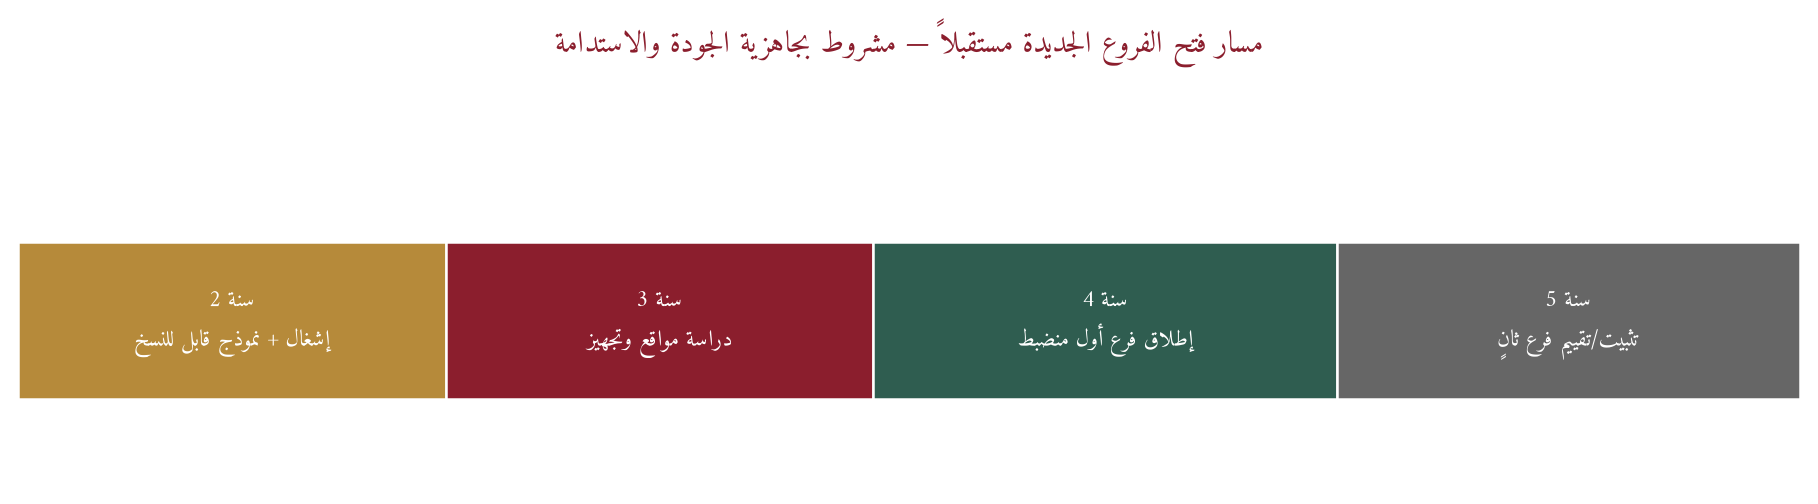 مسار فتح الفروع الجديدة مستقبلاً — مشروط بجاهزية الجودة والاستدامة
سنة 2
إشغال + نموذج قابل للنسخ
سنة 3
دراسة مواقع وتجهيز
سنة 4
إطلاق فرع أول منضبط
سنة 5
تثبيت/تقييم فرع ثانٍ